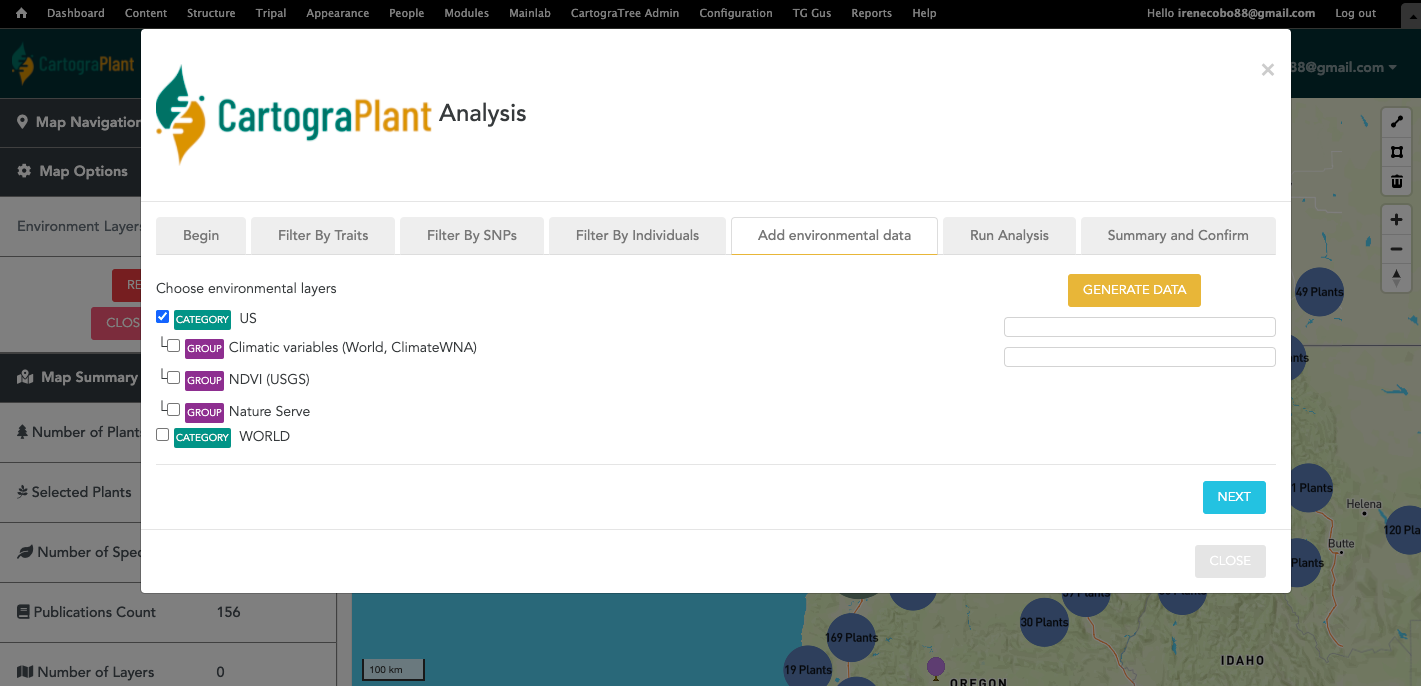 Dashboard Content Structure Tripal Appearance People Modules Mainlab CartograTree Admin Configuration TG Gus Reports Help Hello irenecobo88@gmail.com Log out
CartograPlant
88@gmail.com
CartograPlant Analysis
×
Map Navigation
Map Options
Environment Layers
RE
CLOS
Map Summary
Number of Plants
Selected Plants
Number of Spec
Publications Count 156
Number of Layers 0
Begin Filter By Traits Filter By SNPs Filter By Individuals Add environmental data Run Analysis Summary and Confirm
Choose environmental layers
GENERATE DATA
CATEGORY US
GROUP Climatic variables (World, ClimateWNA)
GROUP NDVI (USGS)
GROUP Nature Serve
CATEGORY WORLD
NEXT
CLOSE
49 Plants
nts
1 Plants
Helena
120 Pl
Butte
Plants
Plants
30 Plants
169 Plants
19 Plants
IDAHO
OREGON
100 km